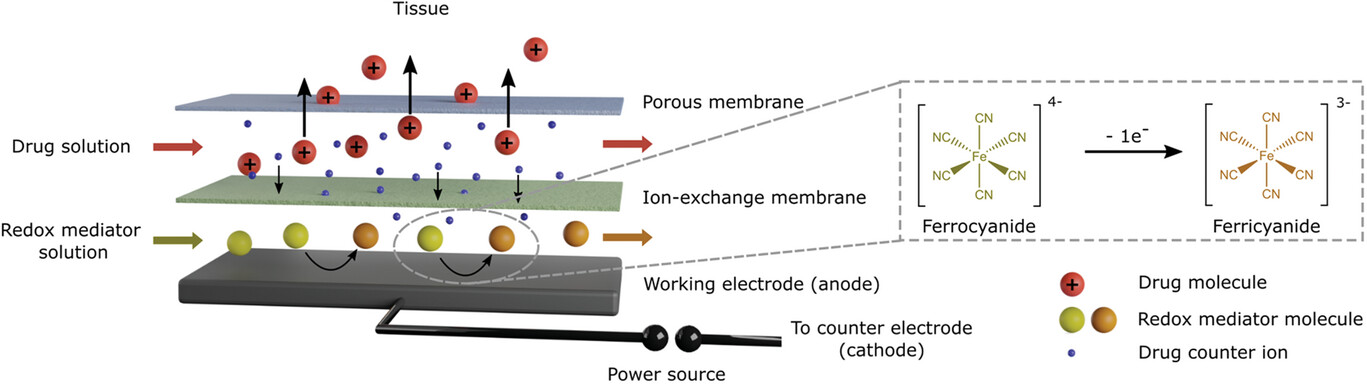 Tissue
Porous membrane
Drug solution
Ion-exchange membrane
Redox mediator
solution
Working electrode (anode)
To counter electrode
(cathode)
Power source
+
+
+
+
+
+
+
+
+
4-
CN
NC
CN
Fe
NC
CN
CN
Ferrocyanide
- 1e-
3-
CN
NC
CN
Fe
NC
CN
CN
Ferricyanide
+
Drug molecule
Redox mediator molecule
Drug counter ion